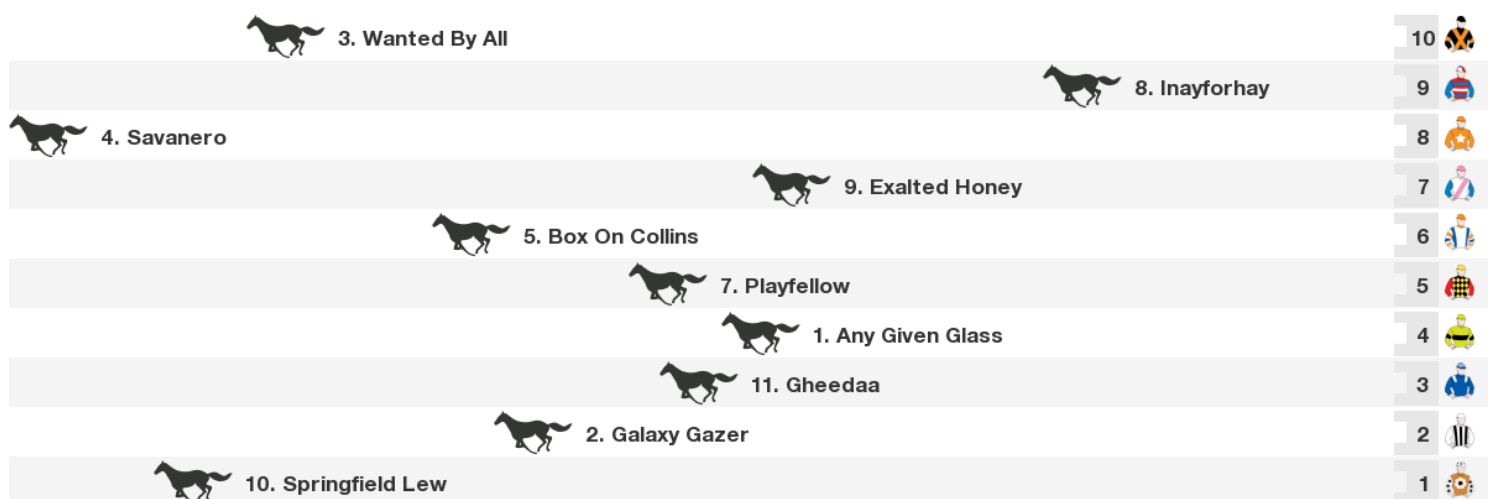 3. Wanted By All 10
8. Inayforhay 9
4. Savanero 8
9. Exalted Honey 7
5. Box On Collins 6
7. Playfellow 5
1. Any Given Glass 4
11. Gheedaa 3
2. Galaxy Gazer 2
10. Springfield Lew 1